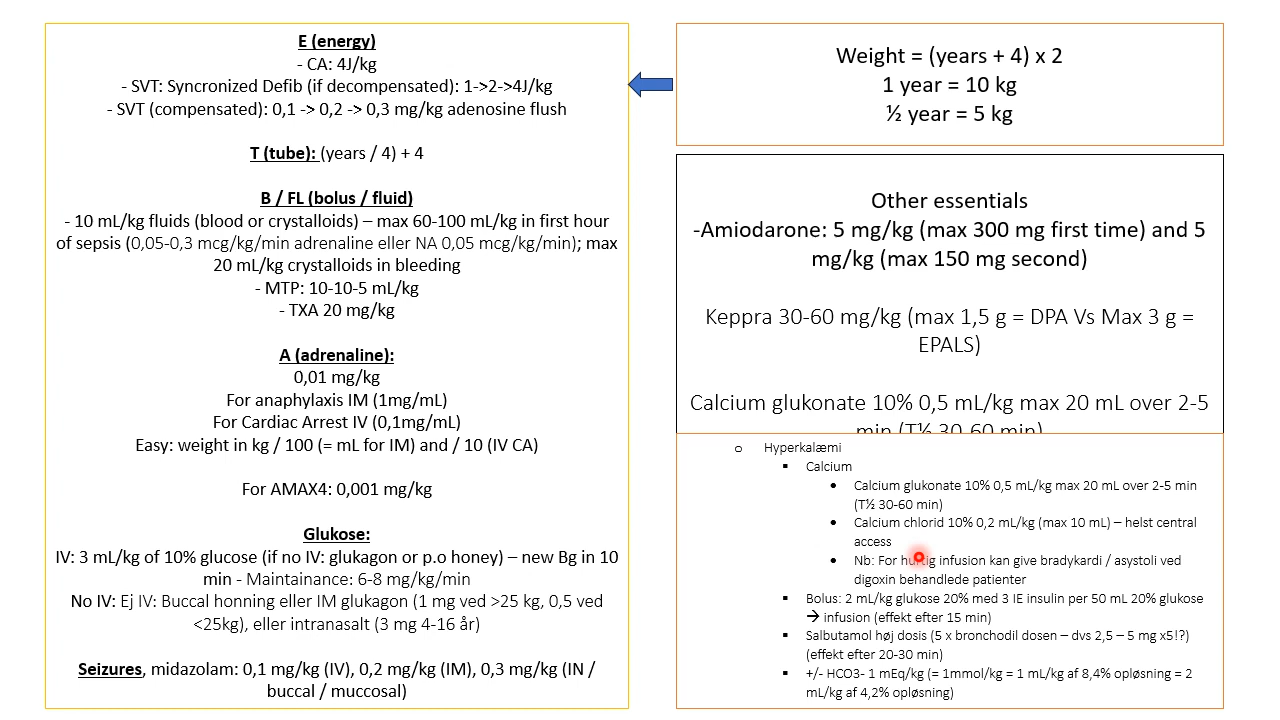 E (energy)
- CA: 4J/kg
- SVT: Syncronized Defib (if decompensated): 1->2->4J/kg
- SVT (compensated): 0,1 -> 0,2 -> 0,3 mg/kg adenosine flush
T (tube): (years / 4) + 4
B / FL (bolus / fluid)
- 10 mL/kg fluids (blood or crystalloids) – max 60-100 mL/kg in first hour
of sepsis (0,05-0,3 mcg/kg/min adrenaline eller NA 0,05 mcg/kg/min); max
20 mL/kg crystalloids in bleeding
- MTP: 10-10-5 mL/kg
- TXA 20 mg/kg
A (adrenaline):
0,01 mg/kg
For anaphylaxis IM (1mg/mL)
For Cardiac Arrest IV (0,1mg/mL)
Easy: weight in kg / 100 (= mL for IM) and / 10 (IV CA)
For AMAX4: 0,001 mg/kg
Glukose:
IV: 3 mL/kg of 10% glucose (if no IV: glukagon or p.o honey) – new Bg in 10
min - Maintainance: 6-8 mg/kg/min
No IV: Ej IV: Buccal honning eller IM glukagon (1 mg ved >25 kg, 0,5 ved
<25kg), eller intranasalt (3 mg 4-16 år)
Seizures, midazolam: 0,1 mg/kg (IV), 0,2 mg/kg (IM), 0,3 mg/kg (IN /
buccal / muccosal)
Weight = (years + 4) x 2
1 year = 10 kg
½ year = 5 kg
Other essentials
-Amiodarone: 5 mg/kg (max 300 mg first time) and 5
mg/kg (max 150 mg second)
Keppra 30-60 mg/kg (max 1,5 g = DPA Vs Max 3 g =
EPALS)
Calcium glukonate 10% 0,5 mL/kg max 20 mL over 2-5
min (T½ 30-60 min)
o Hyperkalæmi
▪ Calcium
• Calcium glukonate 10% 0,5 mL/kg max 20 mL over 2-5 min
(T½ 30-60 min)
• Calcium chlorid 10% 0,2 mL/kg (max 10 mL) – helst central
access
• Nb: For hurtig infusion kan give bradykardi / asystoli ved
digoxin behandlede patienter
▪ Bolus: 2 mL/kg glukose 20% med 3 IE insulin per 50 mL 20% glukose
→ infusion (effekt efter 15 min)
▪ Salbutamol høj dosis (5 x bronchodil dosen – dvs 2,5 – 5 mg x5!?)
(effekt efter 20-30 min)
▪ +/- HCO3- 1 mEq/kg (= 1mmol/kg = 1 mL/kg af 8,4% opløsning = 2
mL/kg af 4,2% opløsning)